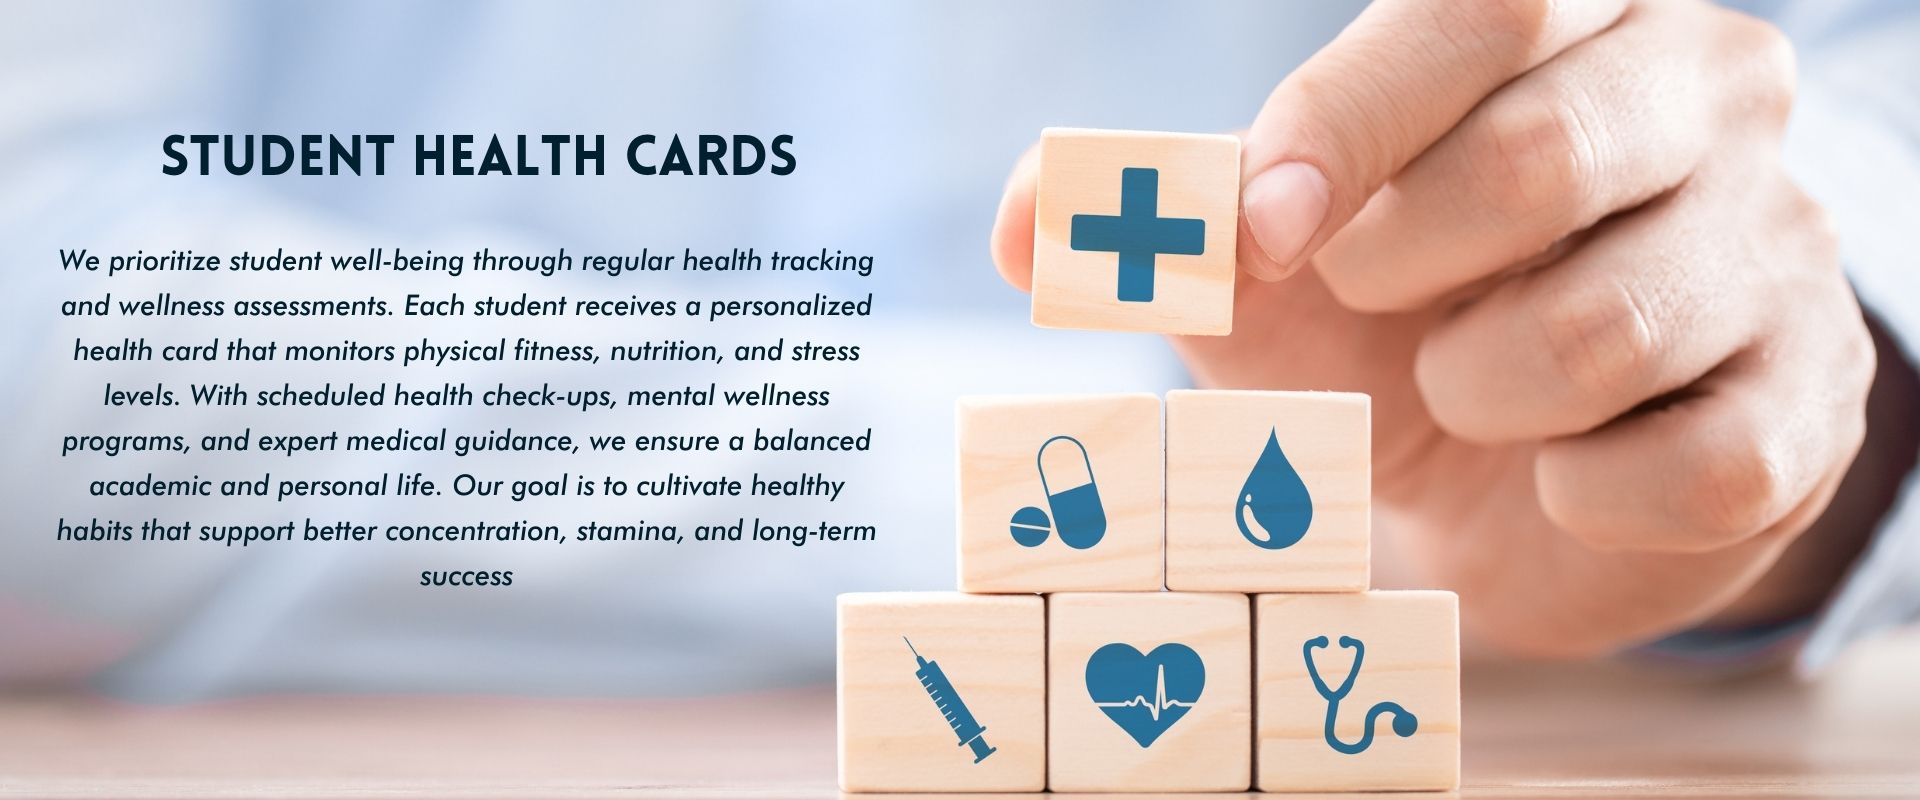 STUDENT HEALTH CARDS
We prioritize student well-being through regular health tracking
and wellness assessments. Each student receives a personalized
health card that monitors physical fitness, nutrition, and stress
levels. With scheduled health check-ups, mental wellness
programs, and expert medical guidance, we ensure a balanced
academic and personal life. Our goal is to cultivate healthy
habits that support better concentration, stamina, and long-term
success